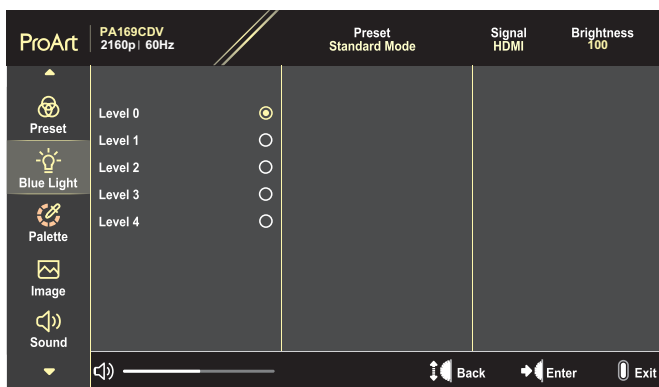 ProArt
PA169CDV
2160p| 60Hz
Preset
Standard Mode
Signal
HDMI
Brightness
100
Preset
Blue Light
Palette
Image
Sound
Level 0
Level 1
Level 2
Level 3
Level 4
Back
Enter
Exit